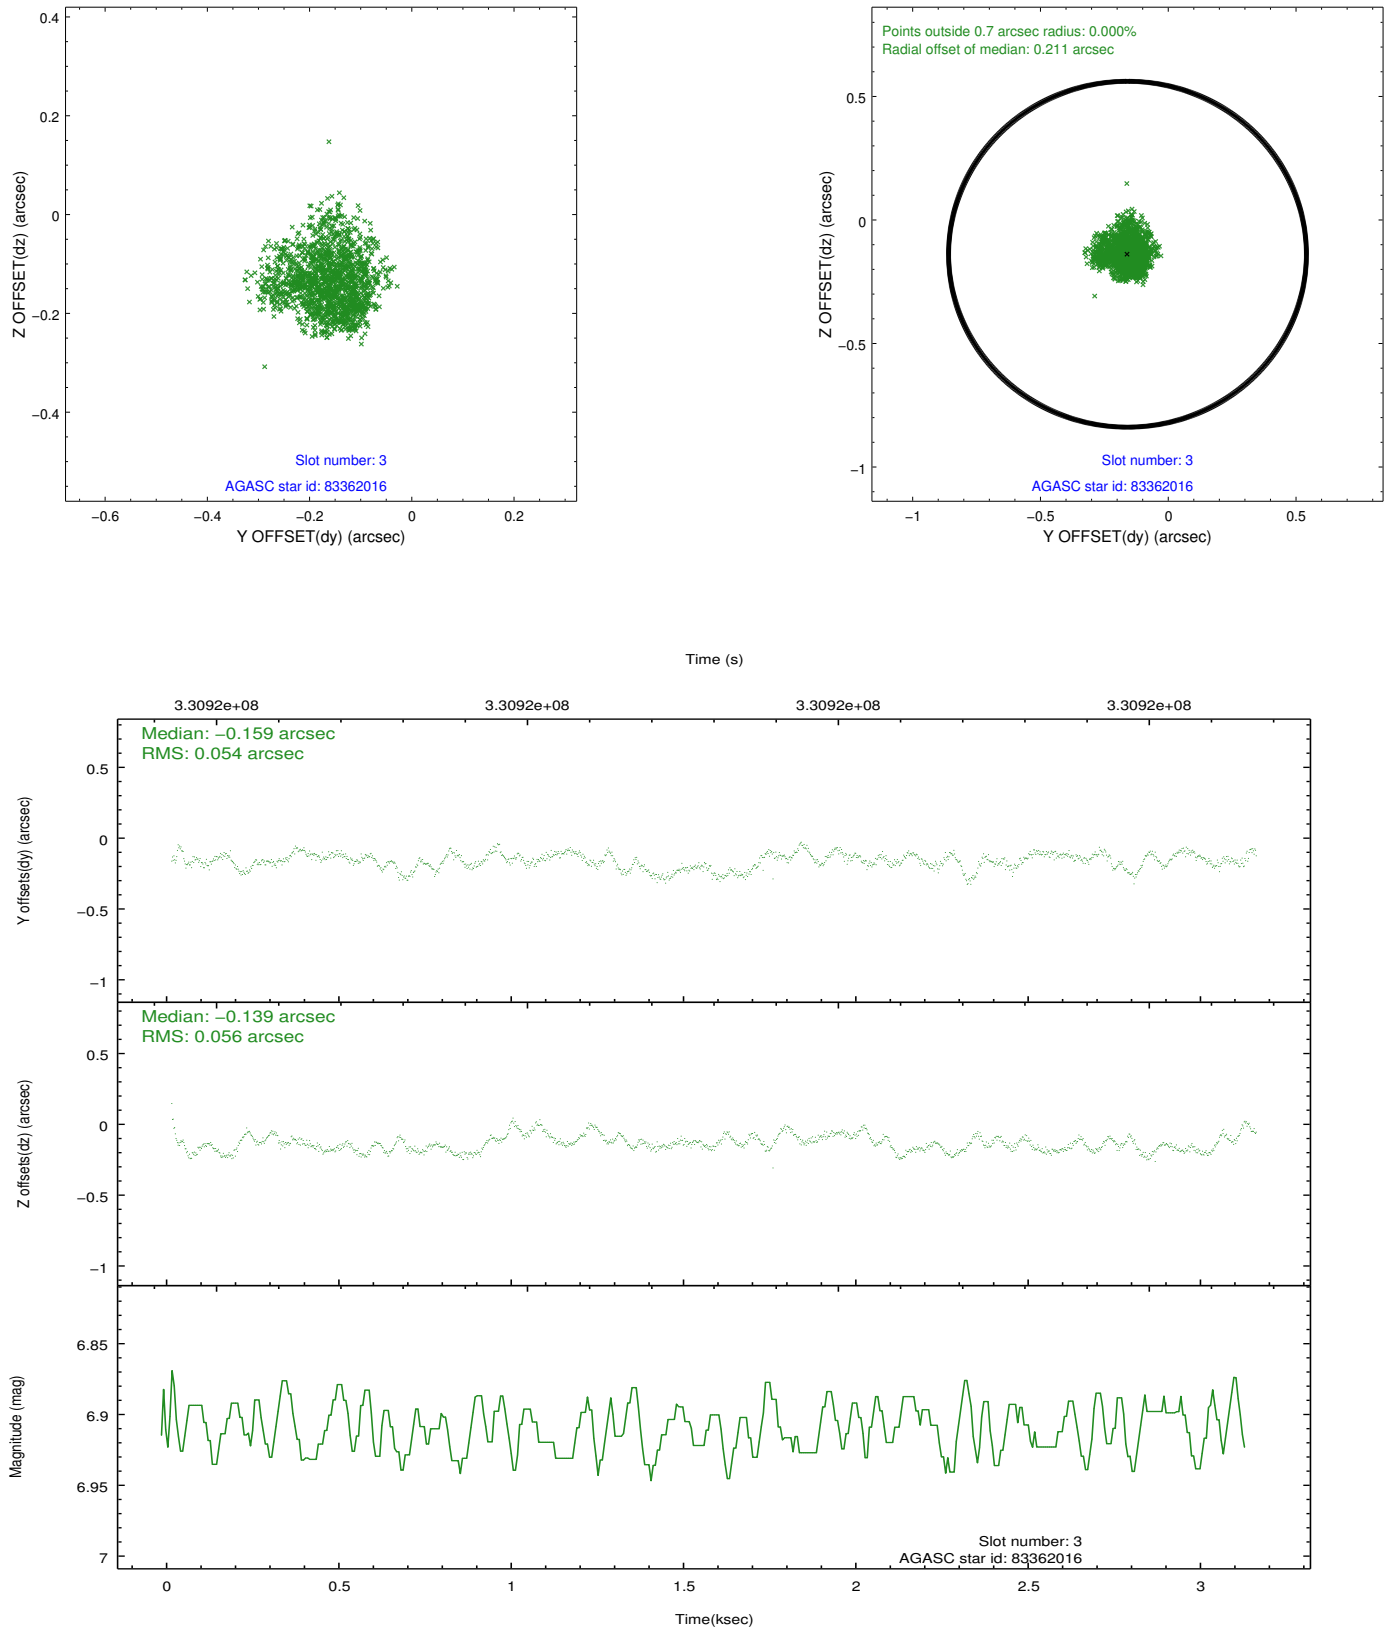 0.4
0.2
0
−0.2
−0.4
Z OFFSET(dz) (arcsec)
Slot number: 3
AGASC star id: 83362016
−0.6
−0.4
−0.2
0
0.2
Y OFFSET(dy) (arcsec)
Points outside 0.7 arcsec radius: 0.000%
Radial offset of median: 0.211 arcsec
0.5
0
−0.5
−1
Z OFFSET(dz) (arcsec)
Slot number: 3
AGASC star id: 83362016
−1
−0.5
0
0.5
Y OFFSET(dy) (arcsec)
Time (s)
3.3092e+08
3.3092e+08
3.3092e+08
3.3092e+08
Median: −0.159 arcsec
RMS: 0.054 arcsec
0.5
0
−0.5
−1
Y offsets(dy) (arcsec)
Median: −0.139 arcsec
RMS: 0.056 arcsec
0.5
0
−0.5
−1
Z offsets(dz) (arcsec)
6.85
6.9
6.95
7
Magnitude (mag)
Slot number: 3
AGASC star id: 83362016
0
0.5
1
1.5
2
2.5
3
Time(ksec)